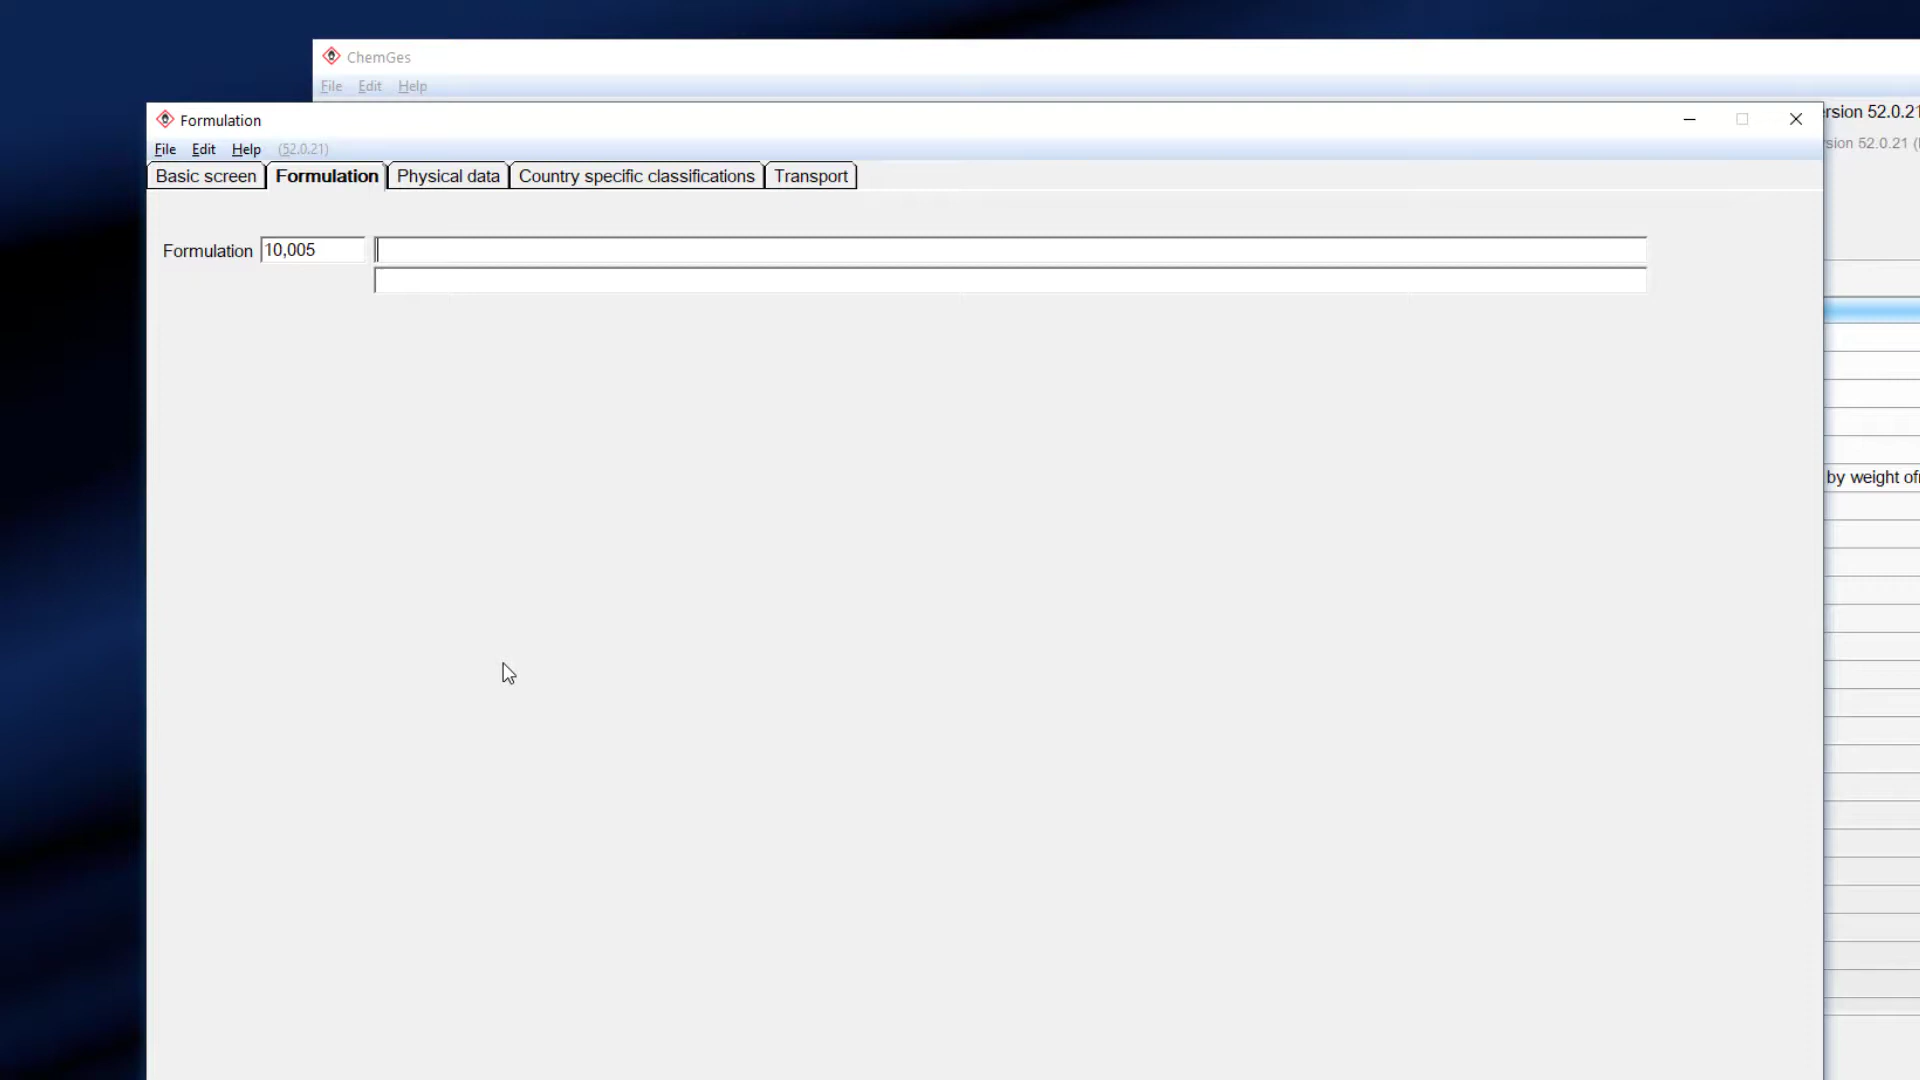 ChemGes
File Edit Help
Formulation
rsion 52.0.21
File Edit Help (52.0.21)
sion 52.0.21 (
Basic screen Formulation Physical data Country specific classifications Transport
Formulation 10,005
by weight of